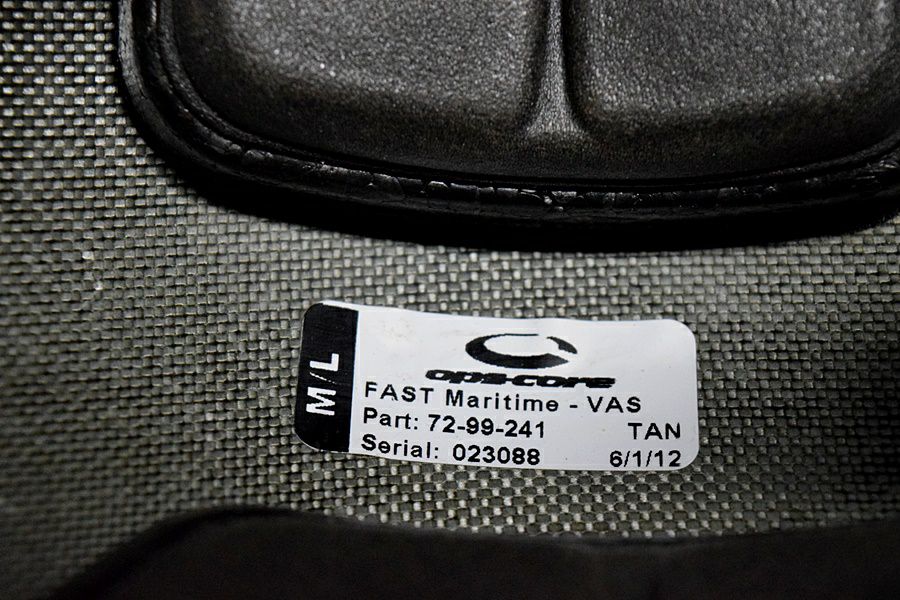 M/L
ops-core
FAST Maritime - VAS
Part: 72-99-241 TAN
Serial: 023088 6/1/12